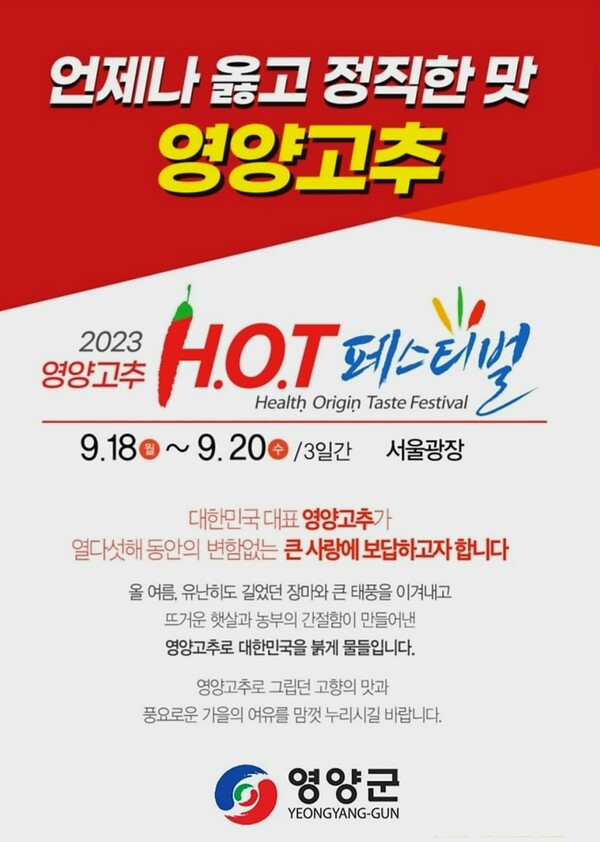 언제나 옳고 정직한 맛
영양고추
2023
영양고추 H.O.T 페스티벌
Health Origin Taste Festival
9.18 월 ~ 9.20 수 /3일간 서울광장
대한민국 대표 영양고추가
열다섯해 동안의 변함없는 큰 사랑에 보답하고자 합니다
올 여름, 유난히도 길었던 장마와 큰 태풍을 이겨내고
뜨거운 햇살과 농부의 간절함이 만들어낸
영양고추로 대한민국을 붉게 물들입니다.
영양고추로 그립던 고향의 맛과
풍요로운 가을의 여유를 맘껏 누리시길 바랍니다.
영양군
YEONGYANG-GUN